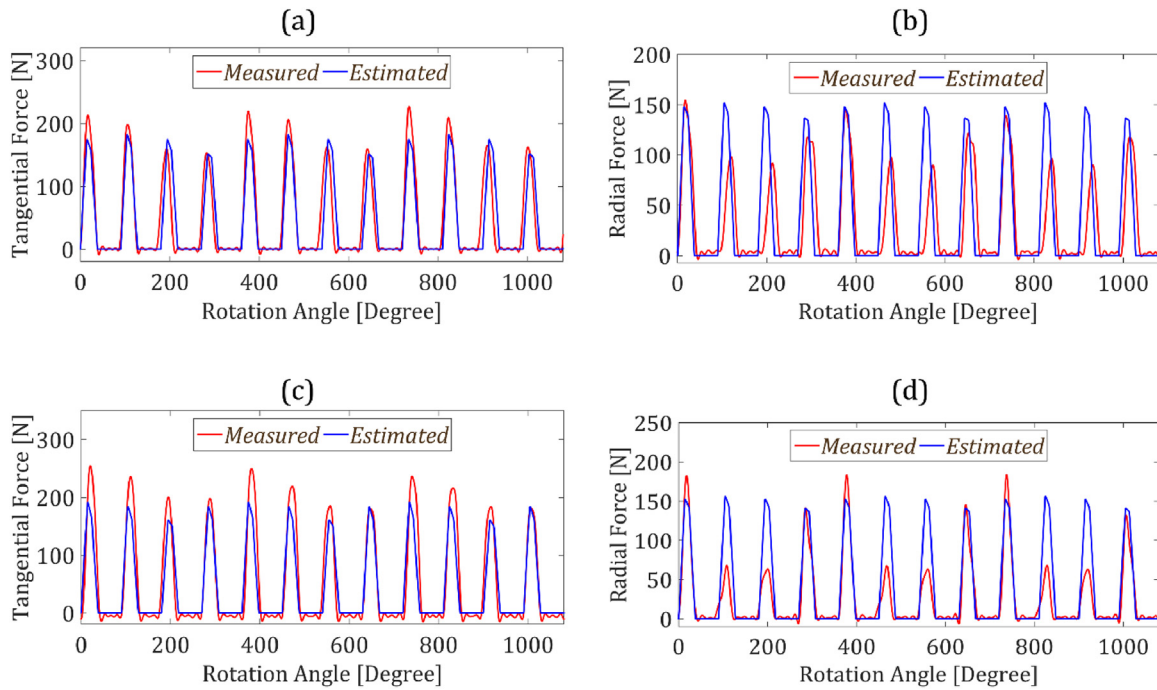 (a)
Tangential Force [N]
300
200
100
0
Measured Estimated
0 200 400 600 800 1000
Rotation Angle [Degree]
(b)
Radial Force [N]
200
150
100
50
0
Measured Estimated
0 200 400 600 800 1000
Rotation Angle [Degree]
(c)
Tangential Force [N]
300
200
100
0
Measured Estimated
0 200 400 600 800 1000
Rotation Angle [Degree]
(d)
Radial Force [N]
250
200
150
100
50
0
Measured Estimated
0 200 400 600 800 1000
Rotation Angle [Degree]